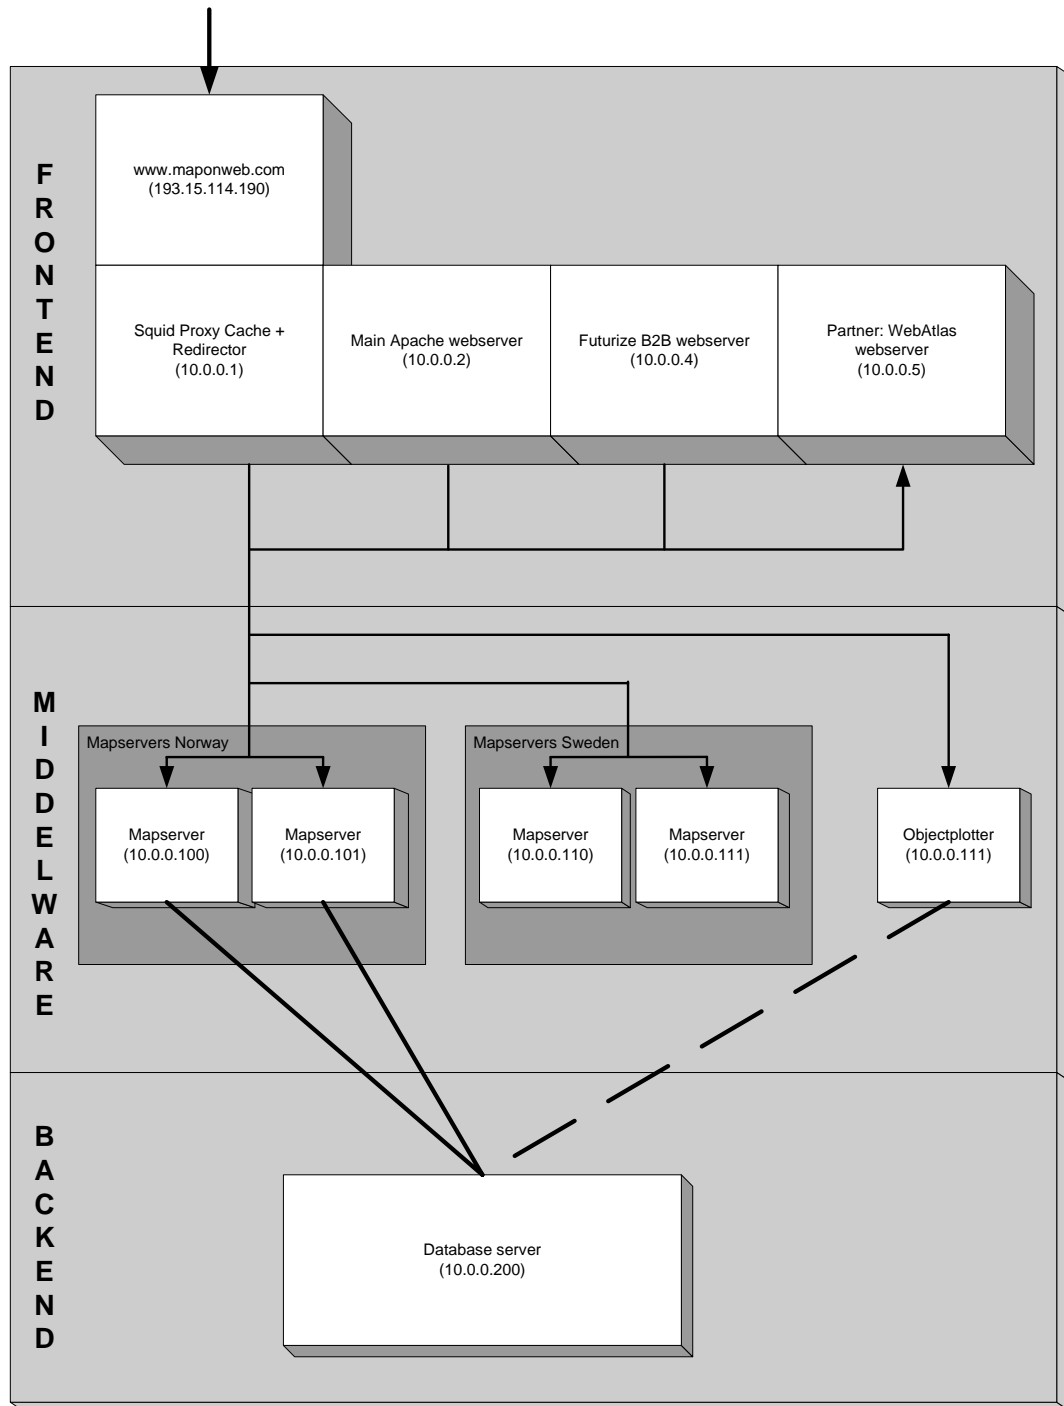 FRONTEND
www.maponweb.com
(193.15.114.190)
Squid Proxy Cache +
Redirector
(10.0.0.1)
Main Apache webserver
(10.0.0.2)
Futurize B2B webserver
(10.0.0.4)
Partner: WebAtlas
webserver
(10.0.0.5)
MIDDELWARE
Mapservers Norway
Mapserver
(10.0.0.100)
Mapserver
(10.0.0.101)
Mapservers Sweden
Mapserver
(10.0.0.110)
Mapserver
(10.0.0.111)
Objectplotter
(10.0.0.111)
BACKEND
Database server
(10.0.0.200)